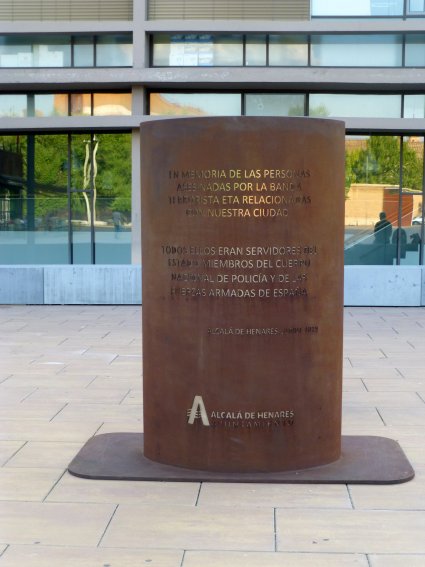 EN MEMORIA DE LAS PERSONAS
ASESINADAS POR LA BANDA
TERRORISTA ETA RELACIONADAS
CON NUESTRA CIUDAD
TODOS ELLOS ERAN SERVIDORES DEL
ESTADO, MIEMBROS DEL CUERPO
NACIONAL DE POLICÍA Y DE LAS
FUERZAS ARMADAS DE ESPAÑA
ALCALÁ DE HENARES, 2019
ALCALÁ DE HENARES
AYUNTAMIENTO